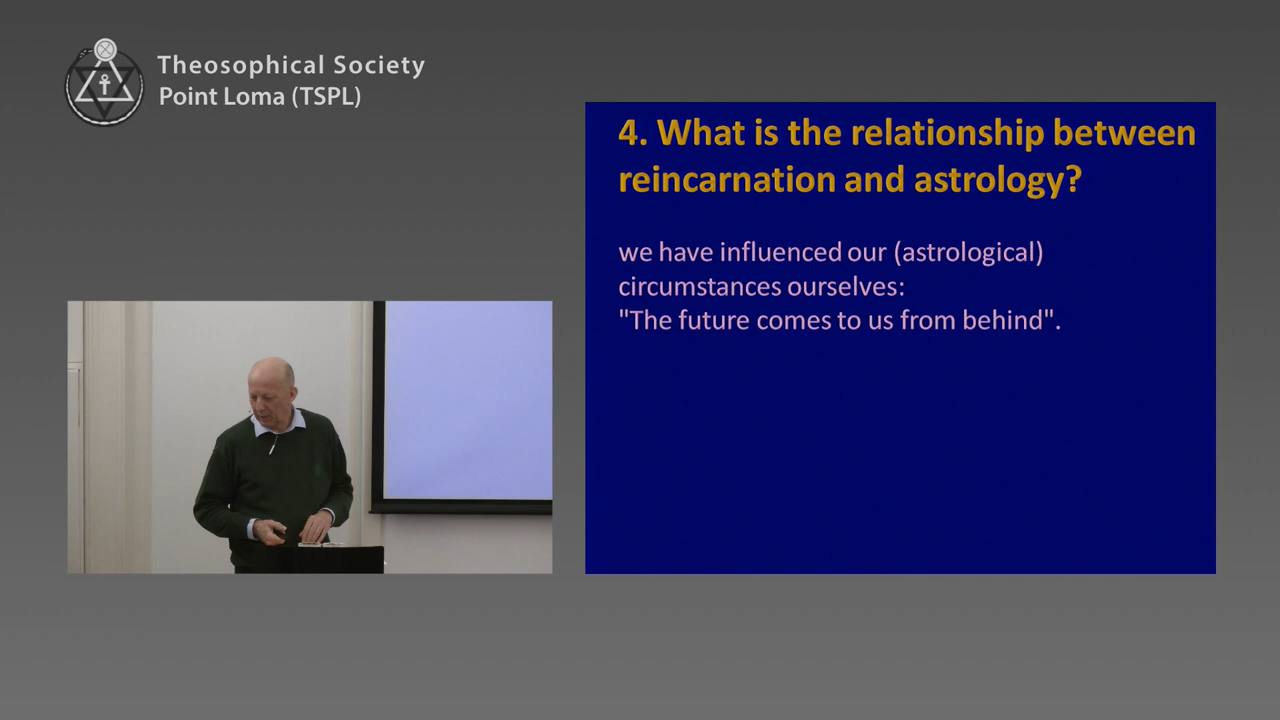 Theosophical Society
Point Loma (TSPL)
4. What is the relationship between
reincarnation and astrology?
we have influenced our (astrological)
circumstances ourselves:
"The future comes to us from behind".